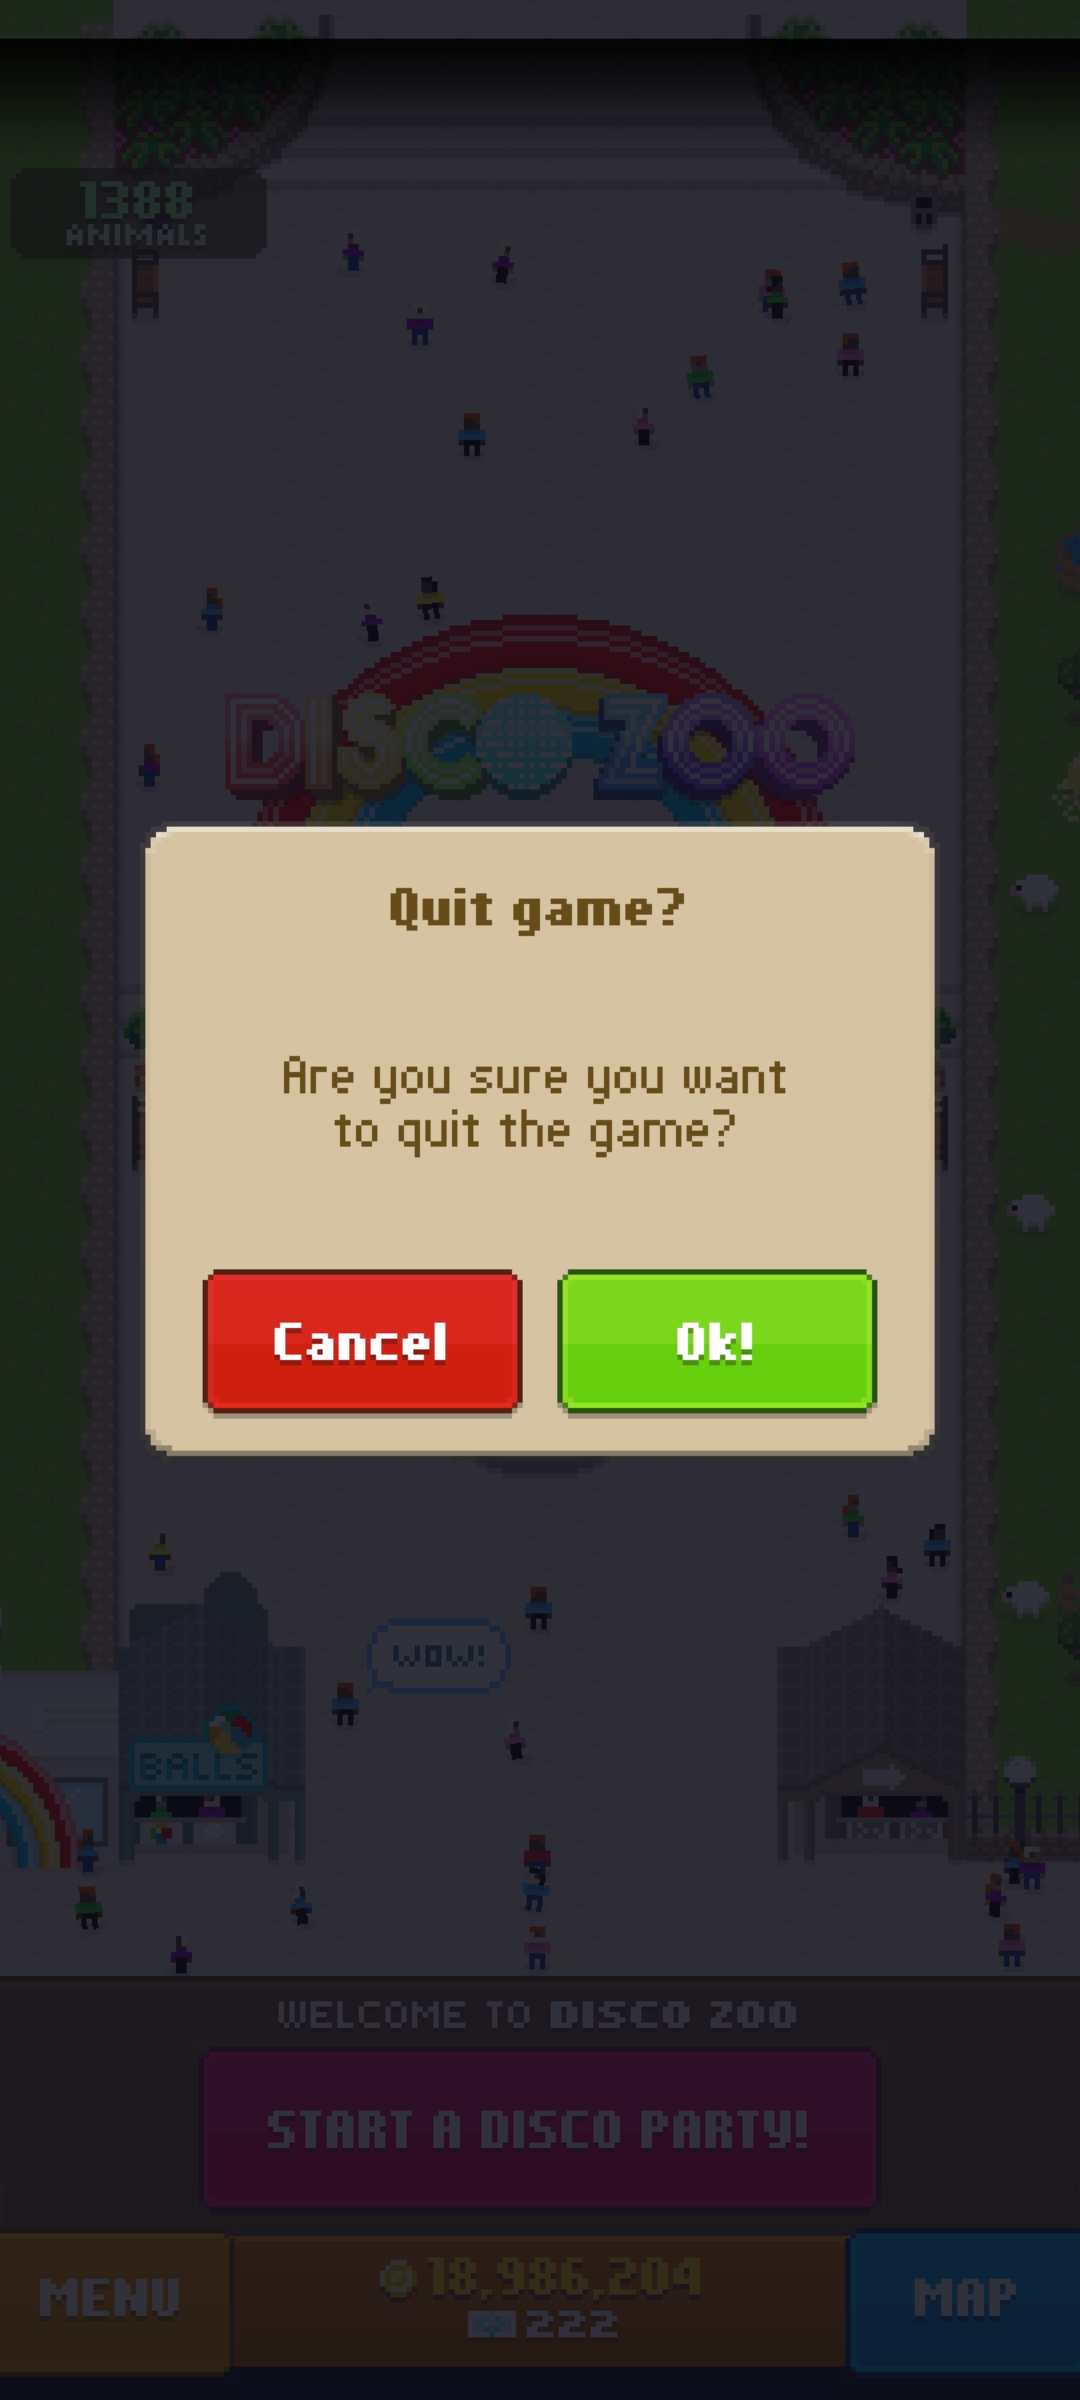 1388
ANIMALS
DISCO ZOO
Quit game?
Are you sure you want
to quit the game?
Cancel
Ok!
WOW!
BALLS
WELCOME TO DISCO ZOO
START A DISCO PARTY!
MENU
18,986,204
222
MAP